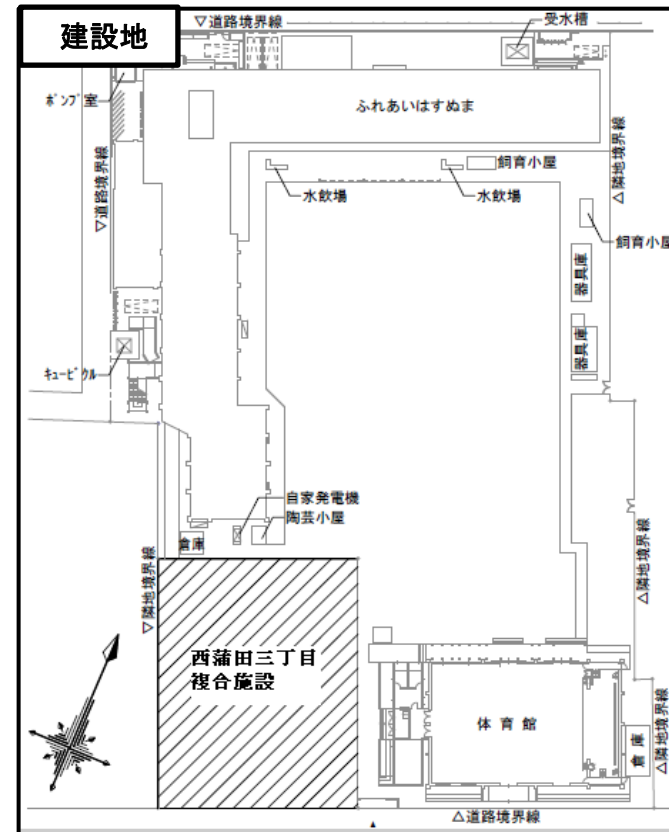 建設地
▽道路境界線
受水槽
ポンプ室
ふれあいはすぬま
飼育小屋
水飲場
水飲場
▽道路境界線
△隣地境界線
飼育小屋
器具庫
器具庫
キュービクル
自家発電機
陶芸小屋
倉庫
▽隣地境界線
△隣地境界線
西蒲田三丁目
複合施設
体育館
倉庫
△隣地境界線
△道路境界線